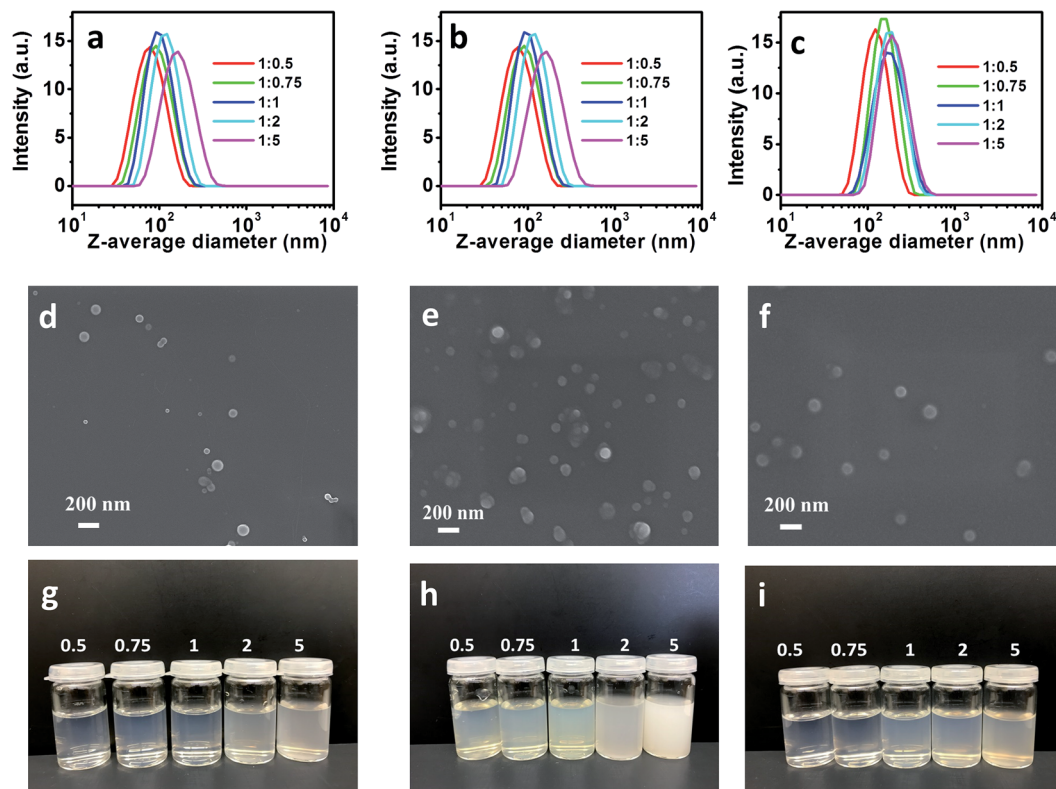 a
15
10
5
0
Intensity (a.u.)
1:0.5
1:0.75
1:1
1:2
1:5
10¹ 10² 10³ 10⁴
Z-average diameter (nm)
b
15
10
5
0
Intensity (a.u.)
1:0.5
1:0.75
1:1
1:2
1:5
10¹ 10² 10³ 10⁴
Z-average diameter (nm)
c
15
10
5
0
Intensity (a.u.)
1:0.5
1:0.75
1:1
1:2
1:5
10¹ 10² 10³ 10⁴
Z-average diameter (nm)
d
200 nm
e
200 nm
f
200 nm
g
0.5 0.75 1 2 5
h
0.5 0.75 1 2 5
i
0.5 0.75 1 2 5